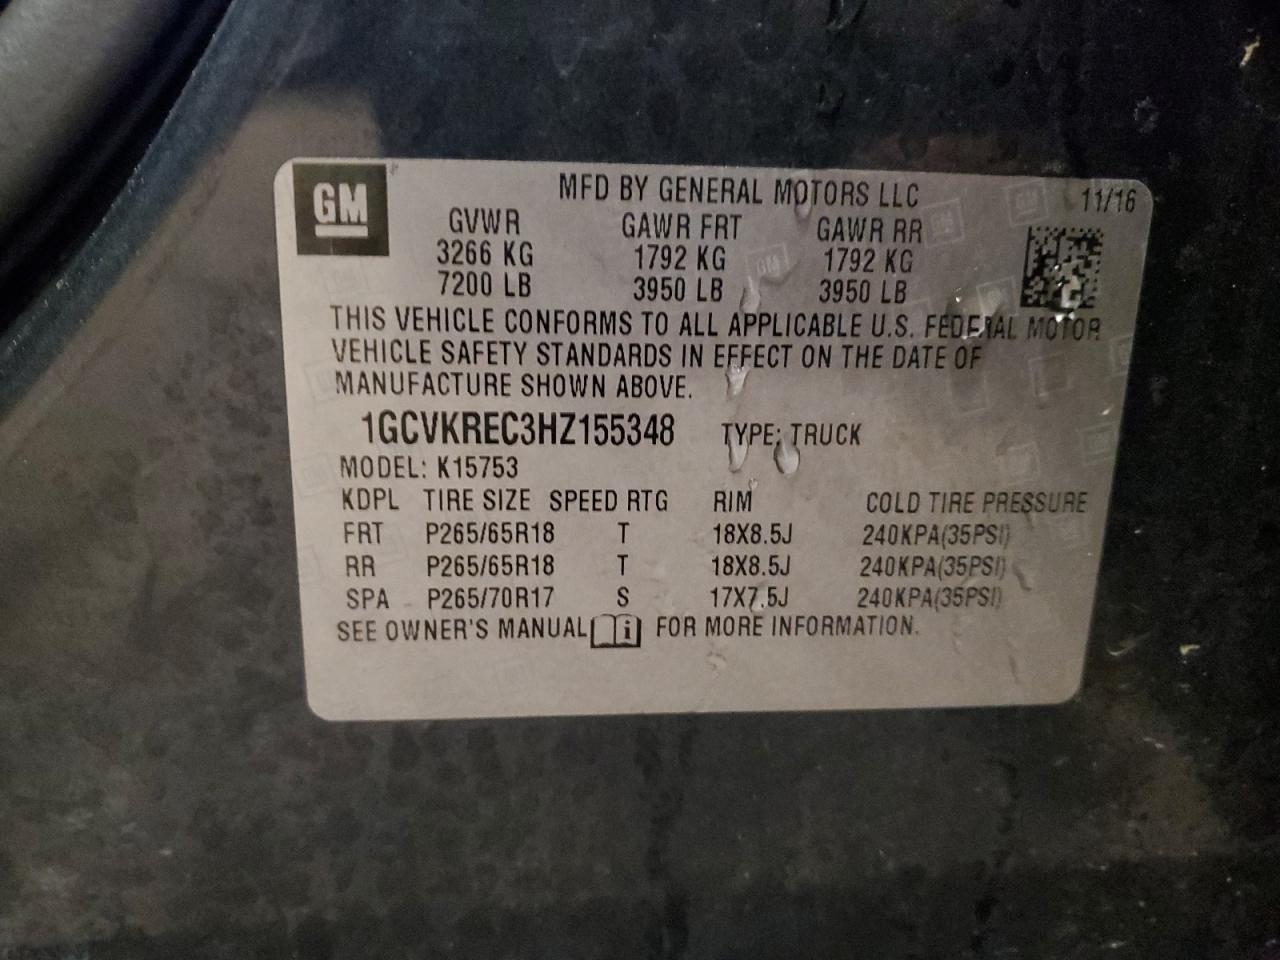 GM
MFD BY GENERAL MOTORS LLC 11/16
GVWR GAWR FRT GAWR RR
3266 KG 1792 KG 1792 KG
7200 LB 3950 LB 3950 LB
THIS VEHICLE CONFORMS TO ALL APPLICABLE U.S. FEDERAL MOTOR
VEHICLE SAFETY STANDARDS IN EFFECT ON THE DATE OF
MANUFACTURE SHOWN ABOVE.
1GCVKREC3HZ155348 TYPE: TRUCK
MODEL: K15753
KDPL TIRE SIZE SPEED RTG RIM COLD TIRE PRESSURE
FRT P265/65R18 T 18X8.5J 240KPA(35PSI)
RR P265/65R18 T 18X8.5J 240KPA(35PSI)
SPA P265/70R17 S 17X7.5J 240KPA(35PSI)
SEE OWNER'S MANUAL i FOR MORE INFORMATION.